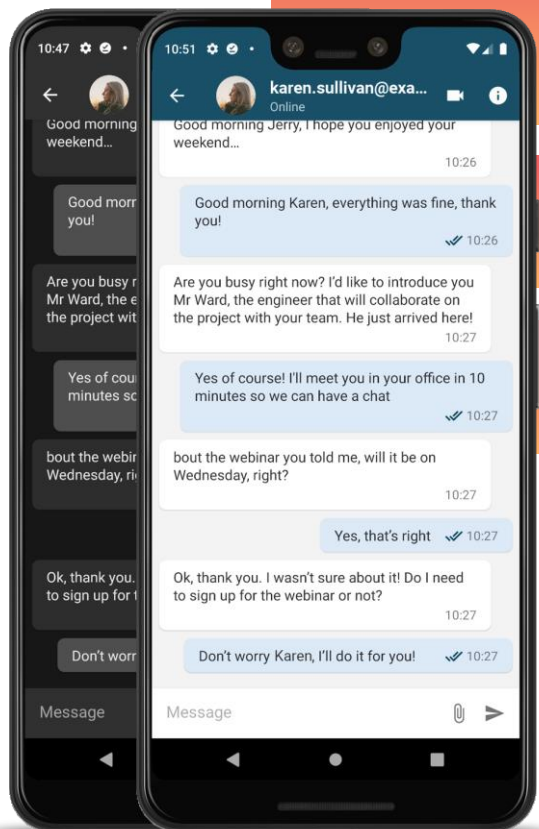 10:47
Good morning
weekend…
Good
you!
Are you busy
Mr Ward, the
the project
Yes of
minutes
bout the
Wednesday,
Ok, thank you.
to sign up for
Don’t
Message
10:51
karen.sullivan@exa...
Online
Good morning Jerry, I hope you enjoyed your
weekend…
10:26
Good morning Karen, everything was fine, thank
you!
10:26
Are you busy right now? I’d like to introduce you
Mr Ward, the engineer that will collaborate on
the project with your team. He just arrived here!
10:27
Yes of course! I’ll meet you in your office in 10
minutes so we can have a chat
10:27
bout the webinar you told me, will it be on
Wednesday, right?
10:27
Yes, that’s right 10:27
Ok, thank you. I wasn’t sure about it! Do I need
to sign up for the webinar or not?
10:27
Don’t worry Karen, I’ll do it for you! 10:27
Message